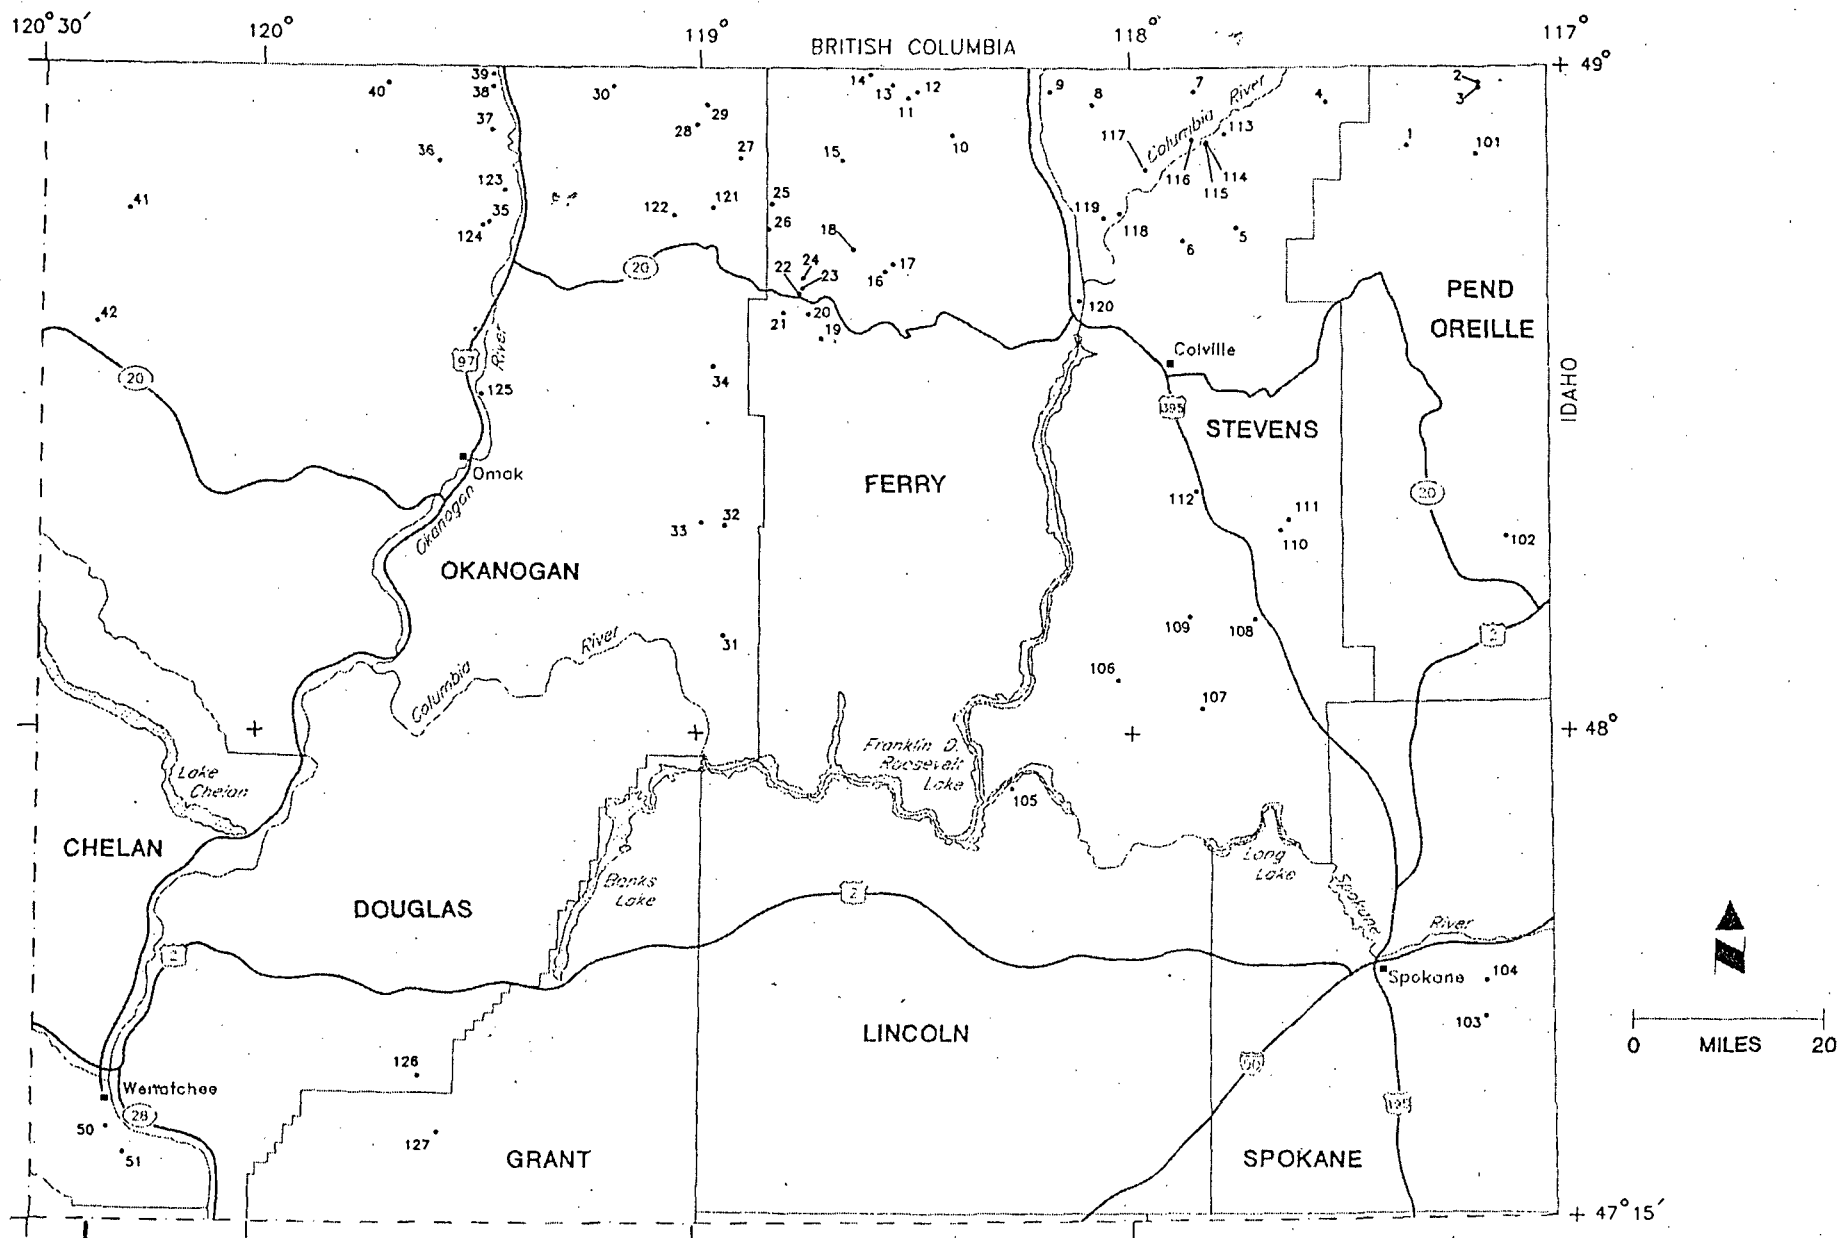 120° 30′
120°
119°
118°
117°
BRITISH COLUMBIA
+ 49°
39
38
40
30
14
13
12
11
9
8
7
4
2
3
37
36
29
28
27
15
10
117
Columbia River
113
116
114
115
1
101
41
123
35
124
122
121
25
26
18
119
118
6
5
20
22
24
23
16
17
21
20
19
120
PEND
OREILLE
42
97
River
20
125
34
Colville
395
STEVENS
IDAHO
Omak
Okanogan
FERRY
33
32
112
111
110
20
102
OKANOGAN
31
River
Columbia
109
108
106
107
2
+ 48°
Lake
Chelan
Franklin D.
Roosevelt
Lake
105
CHELAN
Banks
Lake
2
Long
Lake
DOUGLAS
Spokane
River
2
Spokane
104
103
LINCOLN
0 MILES 20
90
126
Wenatchee
28
50
51
195
127
GRANT
SPOKANE
+ 47° 15′